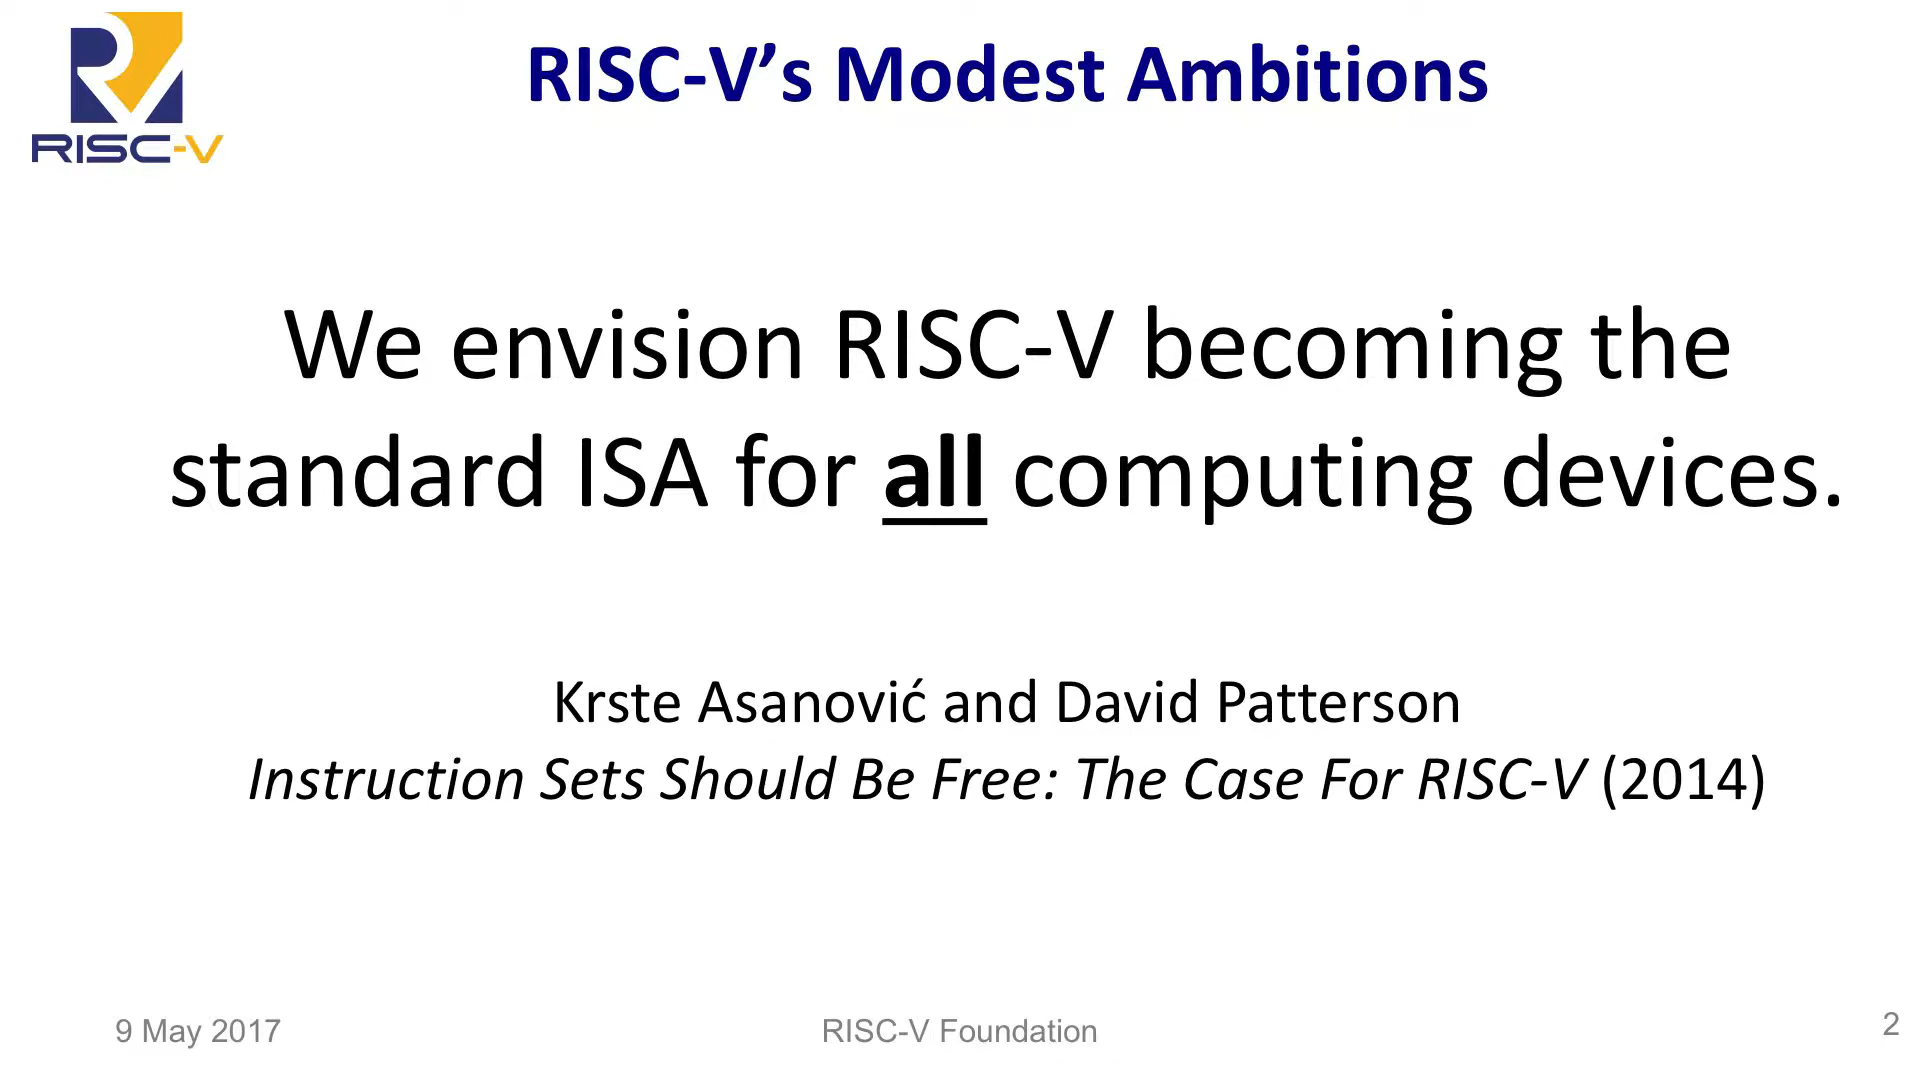 RISC-V
RISC-V’s Modest Ambitions
We envision RISC-V becoming the
standard ISA for all computing devices.
Krste Asanović and David Patterson
Instruction Sets Should Be Free: The Case For RISC-V (2014)
9 May 2017
RISC-V Foundation
2